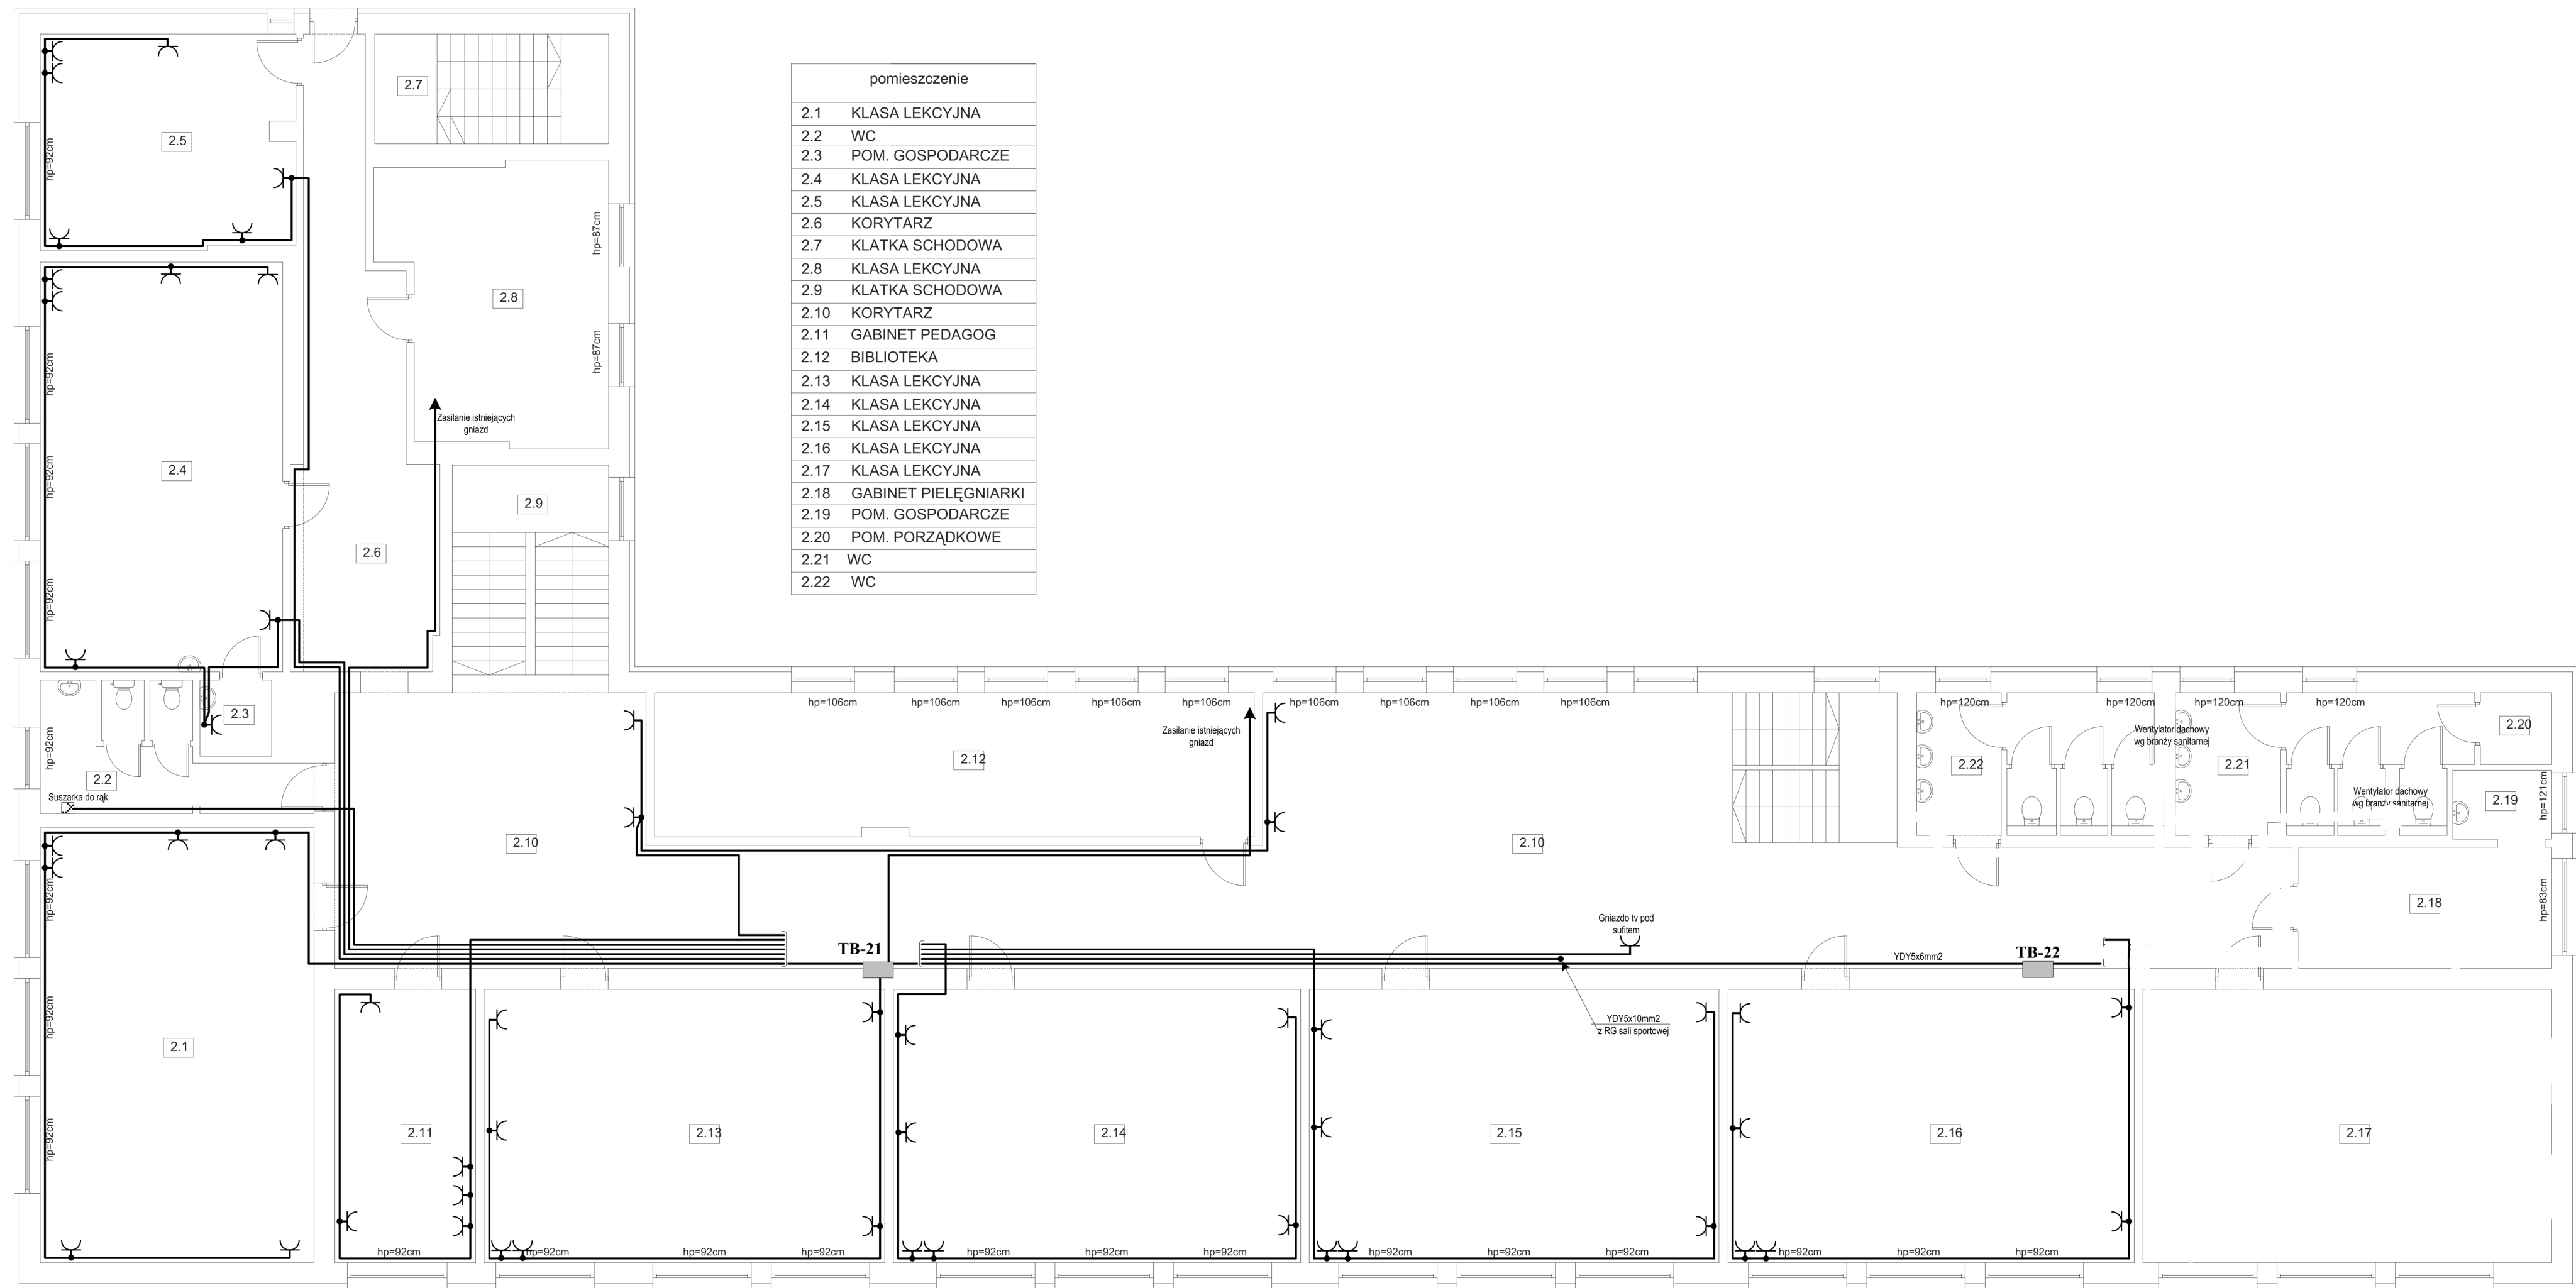 pomieszczenie
2.1 KLASA LEKCYJNA
2.2 WC
2.3 POM. GOSPODARCZE
2.4 KLASA LEKCYJNA
2.5 KLASA LEKCYJNA
2.6 KORYTARZ
2.7 KLATKA SCHODOWA
2.8 KLASA LEKCYJNA
2.9 KLATKA SCHODOWA
2.10 KORYTARZ
2.11 GABINET PEDAGOG
2.12 BIBLIOTEKA
2.13 KLASA LEKCYJNA
2.14 KLASA LEKCYJNA
2.15 KLASA LEKCYJNA
2.16 KLASA LEKCYJNA
2.17 KLASA LEKCYJNA
2.18 GABINET PIELĘGNIARKI
2.19 POM. GOSPODARCZE
2.20 POM. PORZĄDKOWE
2.21 WC
2.22 WC
2.7
2.5
hp=92cm
hp=87cm
2.8
hp=87cm
hp=92cm
Zasilanie istniejących
gniazd
2.4
hp=92cm
2.9
2.6
hp=92cm
2.3
hp=92cm
2.2
Suszarka do rąk
hp=106cm
hp=106cm
hp=106cm
hp=106cm
hp=106cm
hp=106cm
hp=106cm
hp=106cm
hp=106cm
hp=120cm
hp=120cm
hp=120cm
hp=120cm
Zasilanie istniejących
gniazd
Wentylator dachowy
wg branży sanitarnej
2.20
2.12
2.22
2.21
Wentylator dachowy
wg branży sanitarnej
2.19
hp=121cm
2.10
2.10
hp=92cm
2.18
hp=83cm
Gniazdo tv pod
sufitem
TB-21
YDY5x6mm2
TB-22
hp=92cm
YDY5x10mm2
z RG sali sportowej
2.1
hp=92cm
2.11
2.13
2.14
2.15
2.16
2.17
hp=92cm
hp=92cm
hp=92cm
hp=92cm
hp=92cm
hp=92cm
hp=92cm
hp=92cm
hp=92cm
hp=92cm
hp=92cm
hp=92cm
hp=92cm